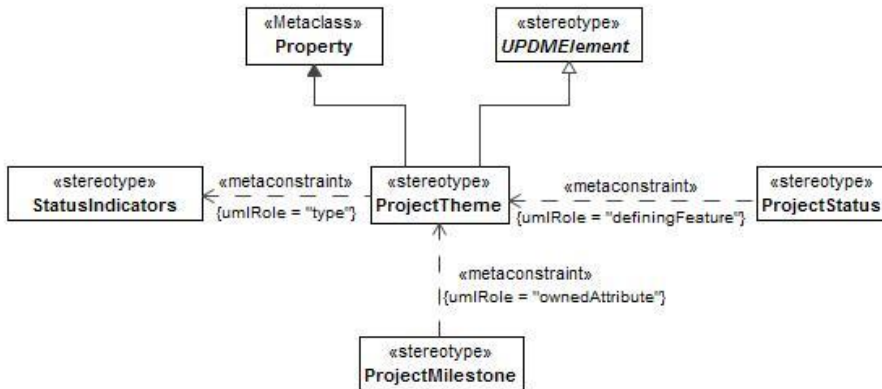 «Metaclass»
Property
«stereotype»
UPDMElement
«stereotype»
StatusIndicators
«metaconstraint»
{umlRole = "type"}
«stereotype»
ProjectTheme
«metaconstraint»
{umlRole = "definingFeature"}
«stereotype»
ProjectStatus
«metaconstraint»
{umlRole = "ownedAttribute"}
«stereotype»
ProjectMilestone